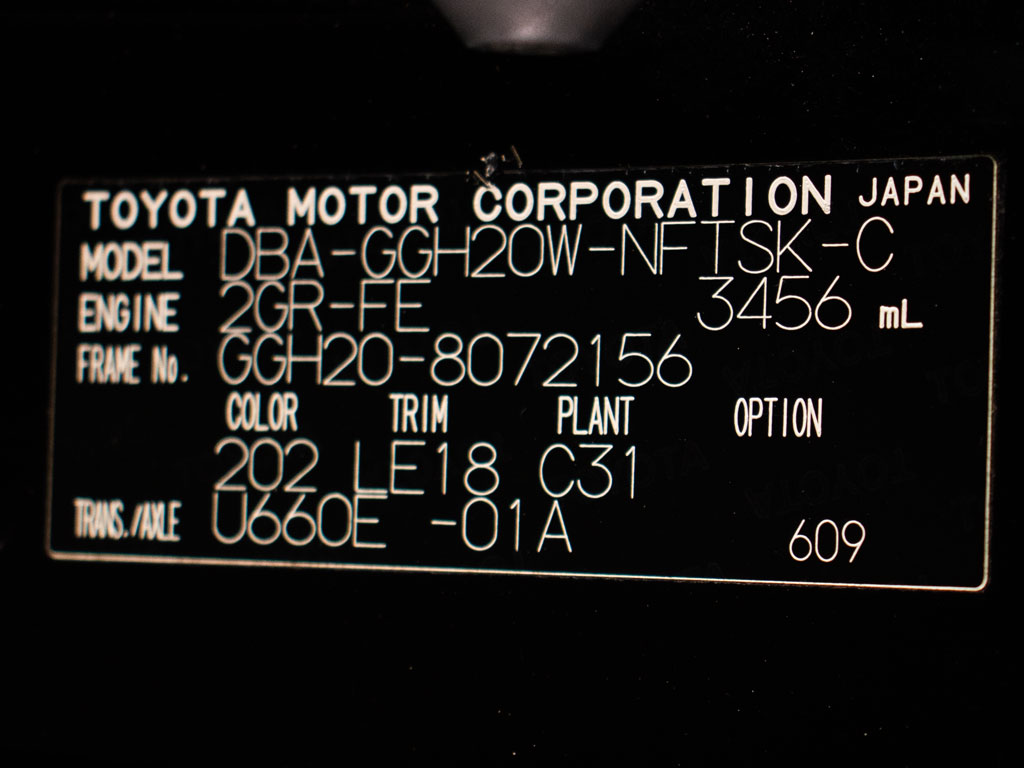 TOYOTA MOTOR CORPORATION JAPAN
MODEL DBA-GGH20W-NFTSK-C
ENGINE 2GR-FE 3456 mL
FRAME No. GGH20-8072156
COLOR TRIM PLANT OPTION
202 LE18 C31
TRANS./AXLE U660E -01A 609